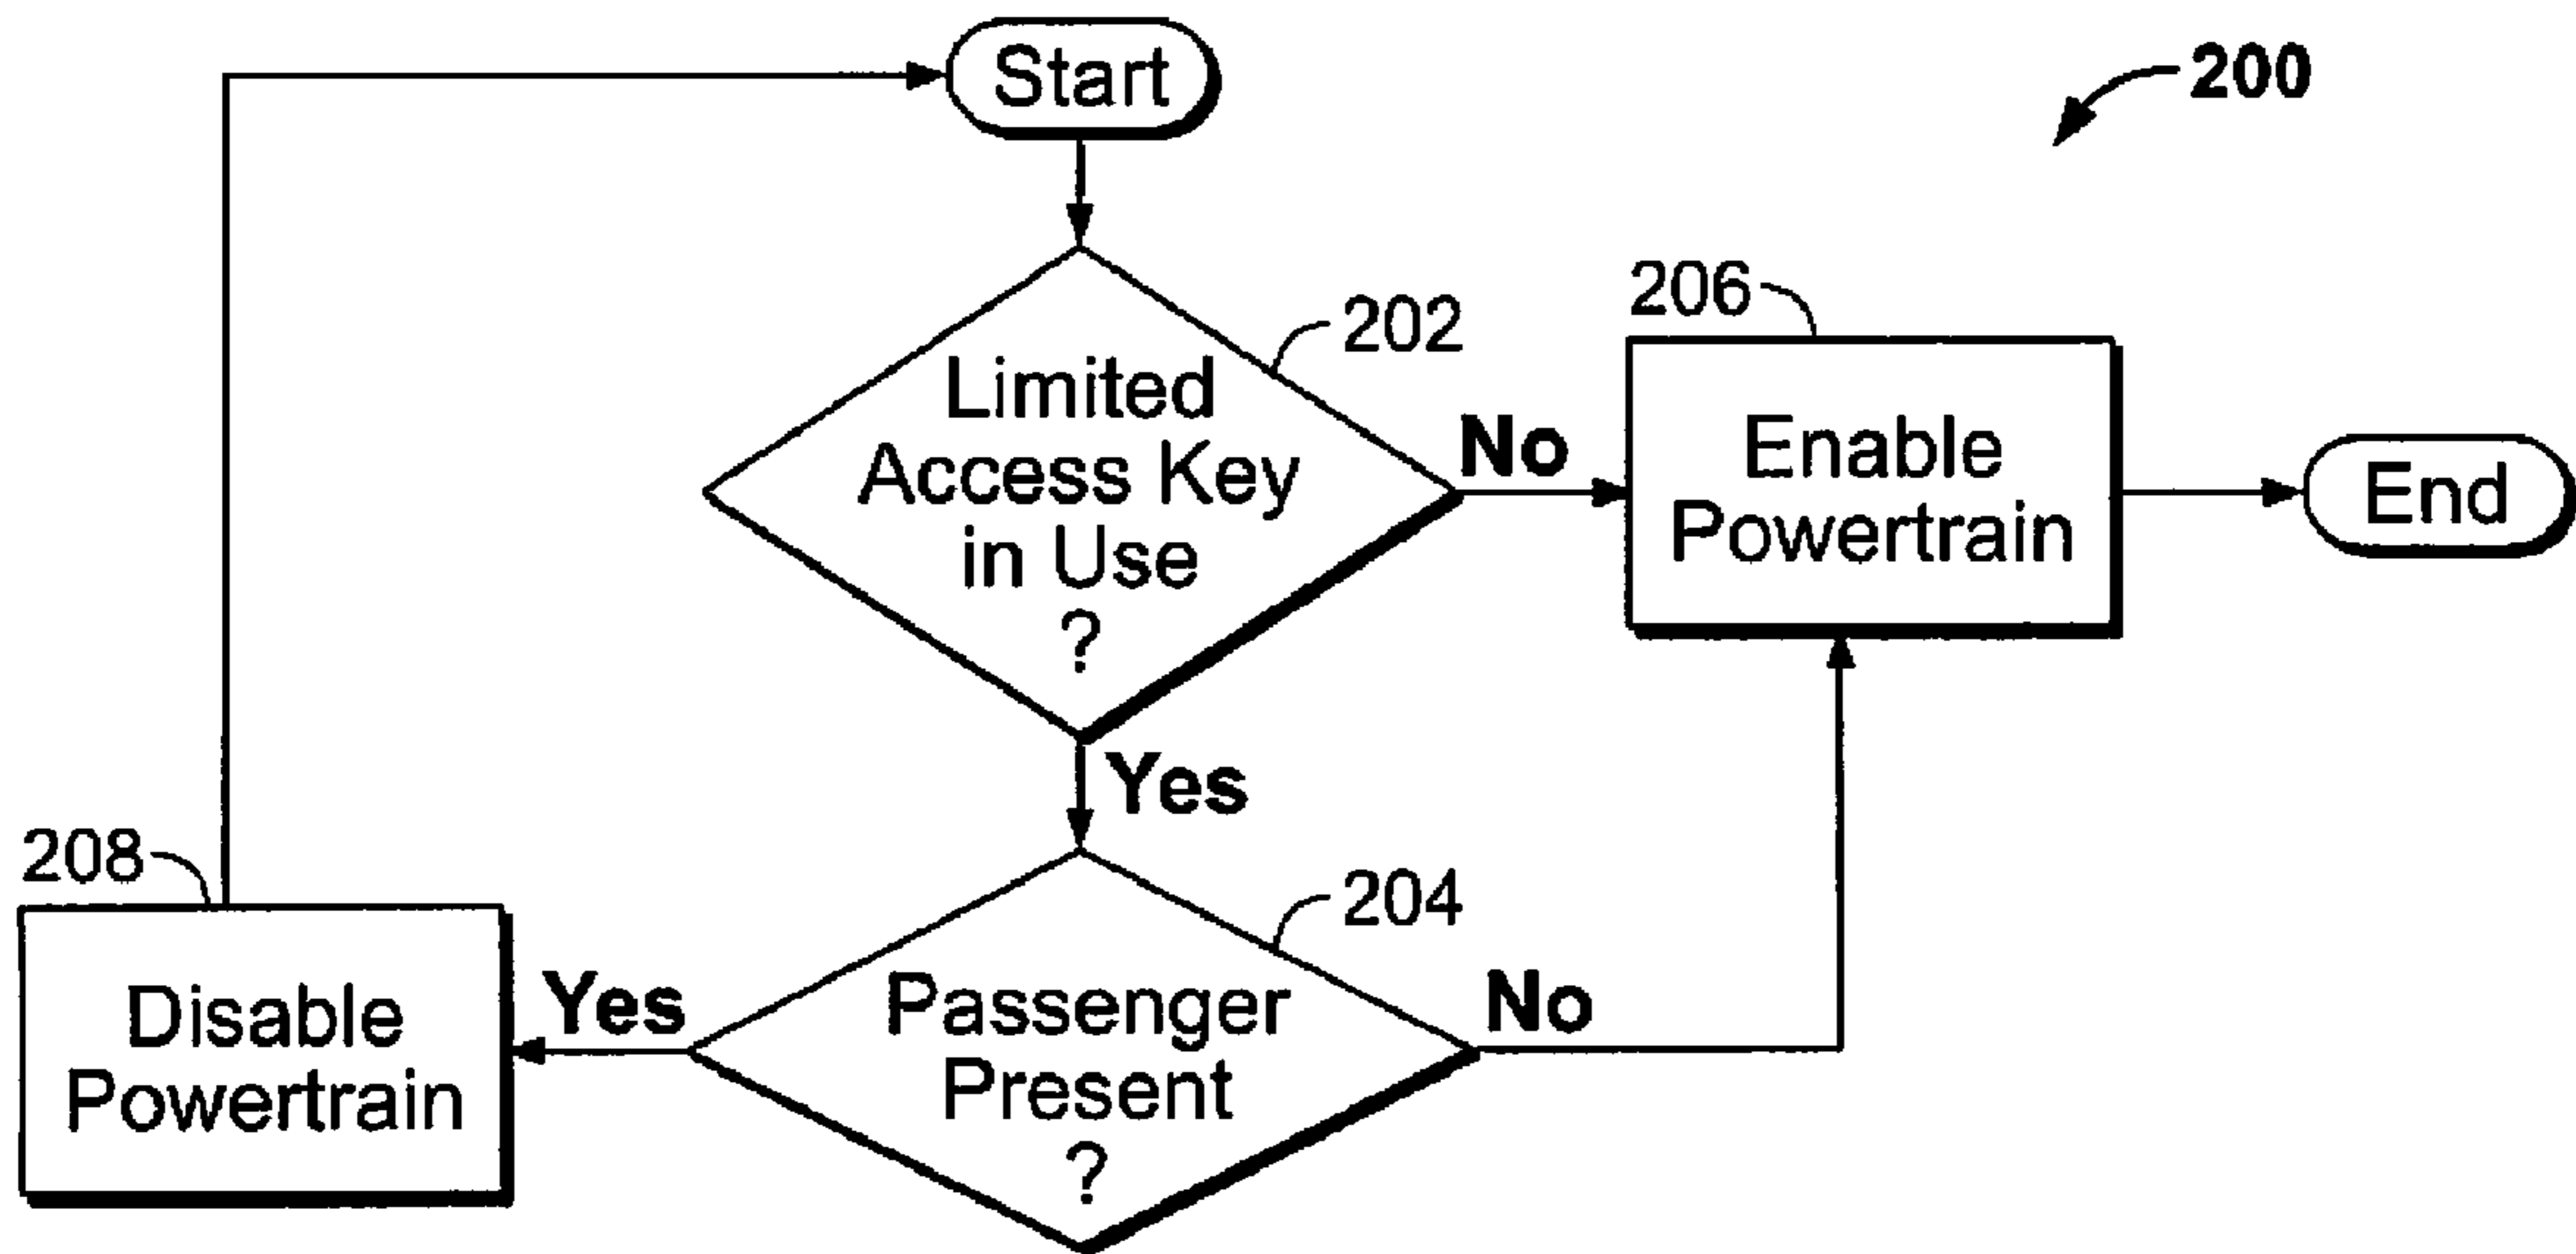 Start
200
202
Limited
Access Key
in Use
?
No
206
Enable
Powertrain
End
Yes
208
Disable
Powertrain
Yes
204
Passenger
Present
?
No